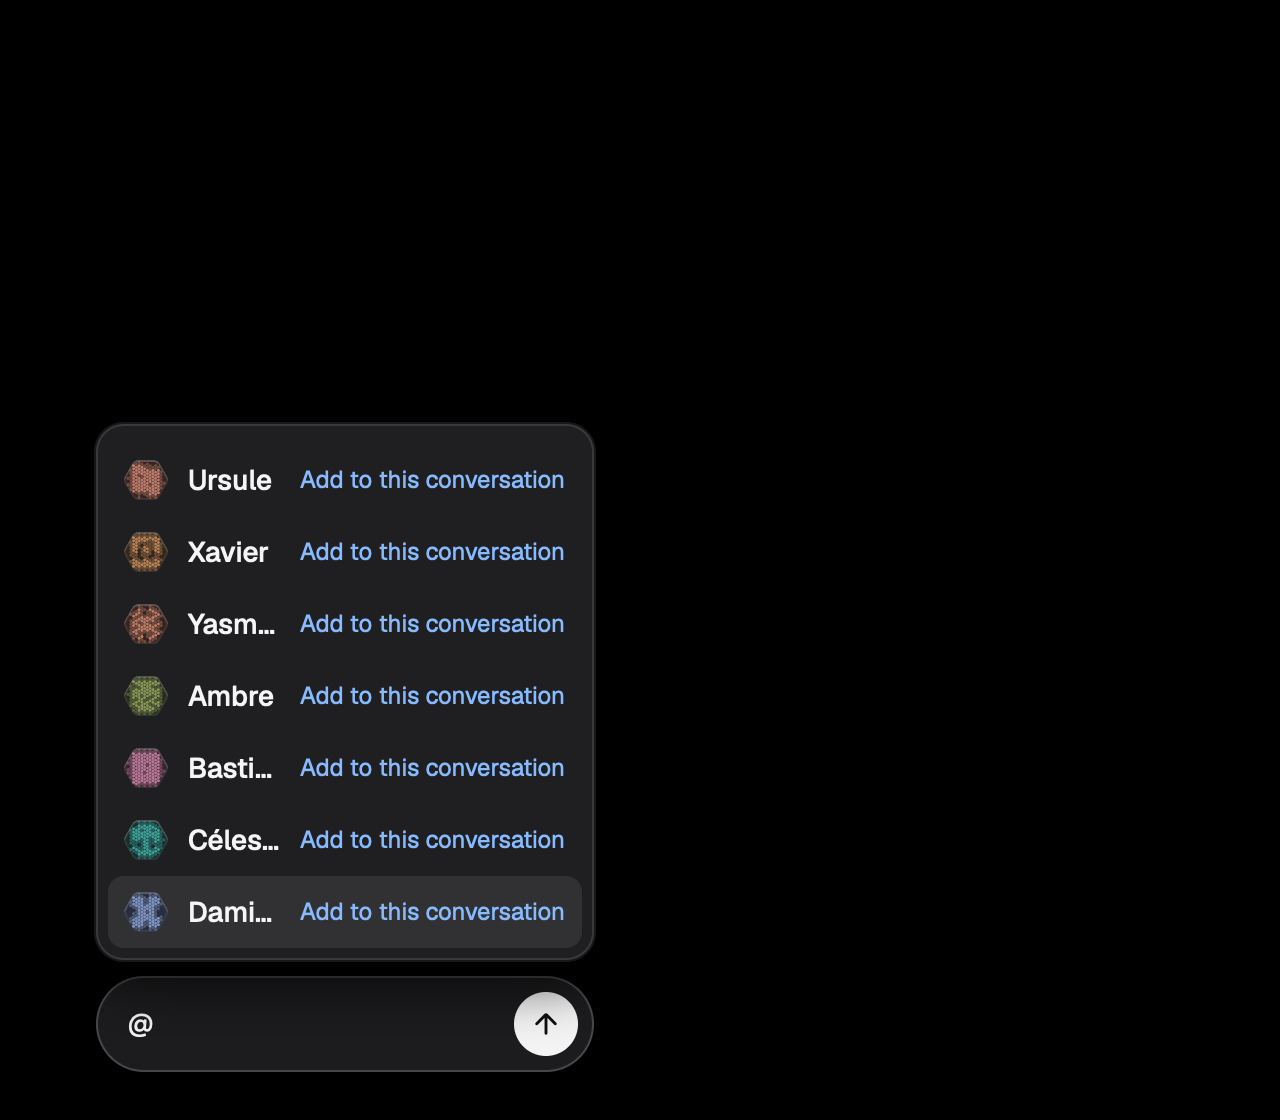 Ursule Add to this conversation
Xavier Add to this conversation
Yasm... Add to this conversation
Ambre Add to this conversation
Basti... Add to this conversation
Céles... Add to this conversation
Dami... Add to this conversation
@